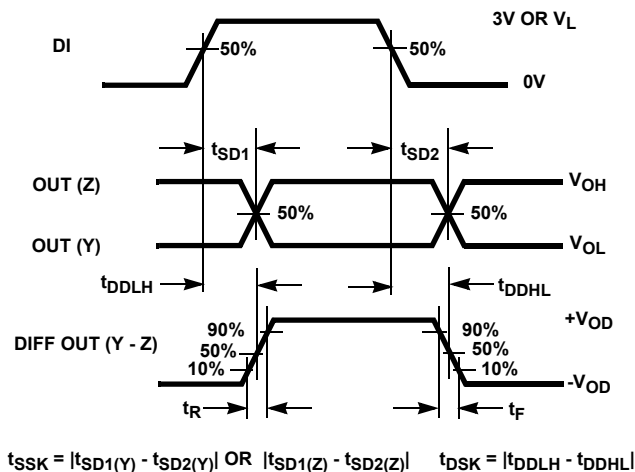 3V OR VL
DI
50%
50%
0V
tSD1
tSD2
OUT (Z)
VOH
50%
50%
OUT (Y)
VOL
tDDLH
tDDHL
+VOD
90%
90%
DIFF OUT (Y - Z)
50%
50%
10%
10%
-VOD
tR
tF
tSSK = |tSD1(Y) - tSD2(Y)| OR |tSD1(Z) - tSD2(Z)| tDSK = |tDDLH - tDDHL|